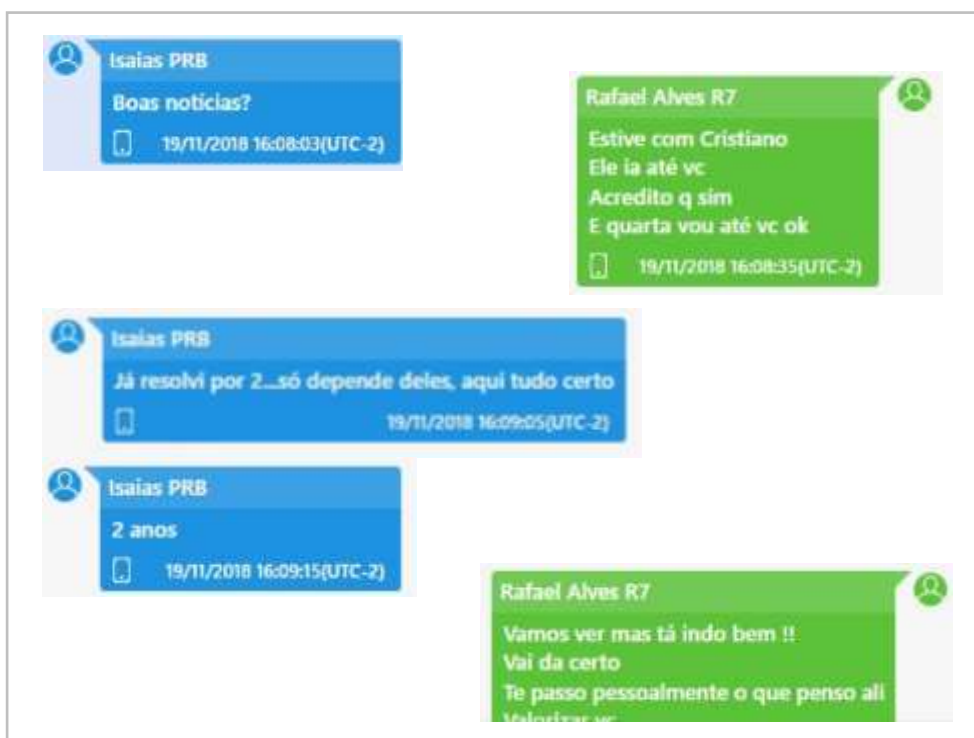 Isaias PRB
Boas notícias?
19/11/2018 16:08:03(UTC-2)
Rafael Alves R7
Estive com Cristiano
Ele ia até vc
Acredito q sim
E quarta vou até vc ok
19/11/2018 16:08:35(UTC-2)
Isaias PRB
Já resolvi por 2...só depende deles, aqui tudo certo
19/11/2018 16:09:05(UTC-2)
Isaias PRB
2 anos
19/11/2018 16:09:15(UTC-2)
Rafael Alves R7
Vamos ver mas tá indo bem !!
Vai da certo
Te passo pessoalmente o que penso ali
Valorizar vc